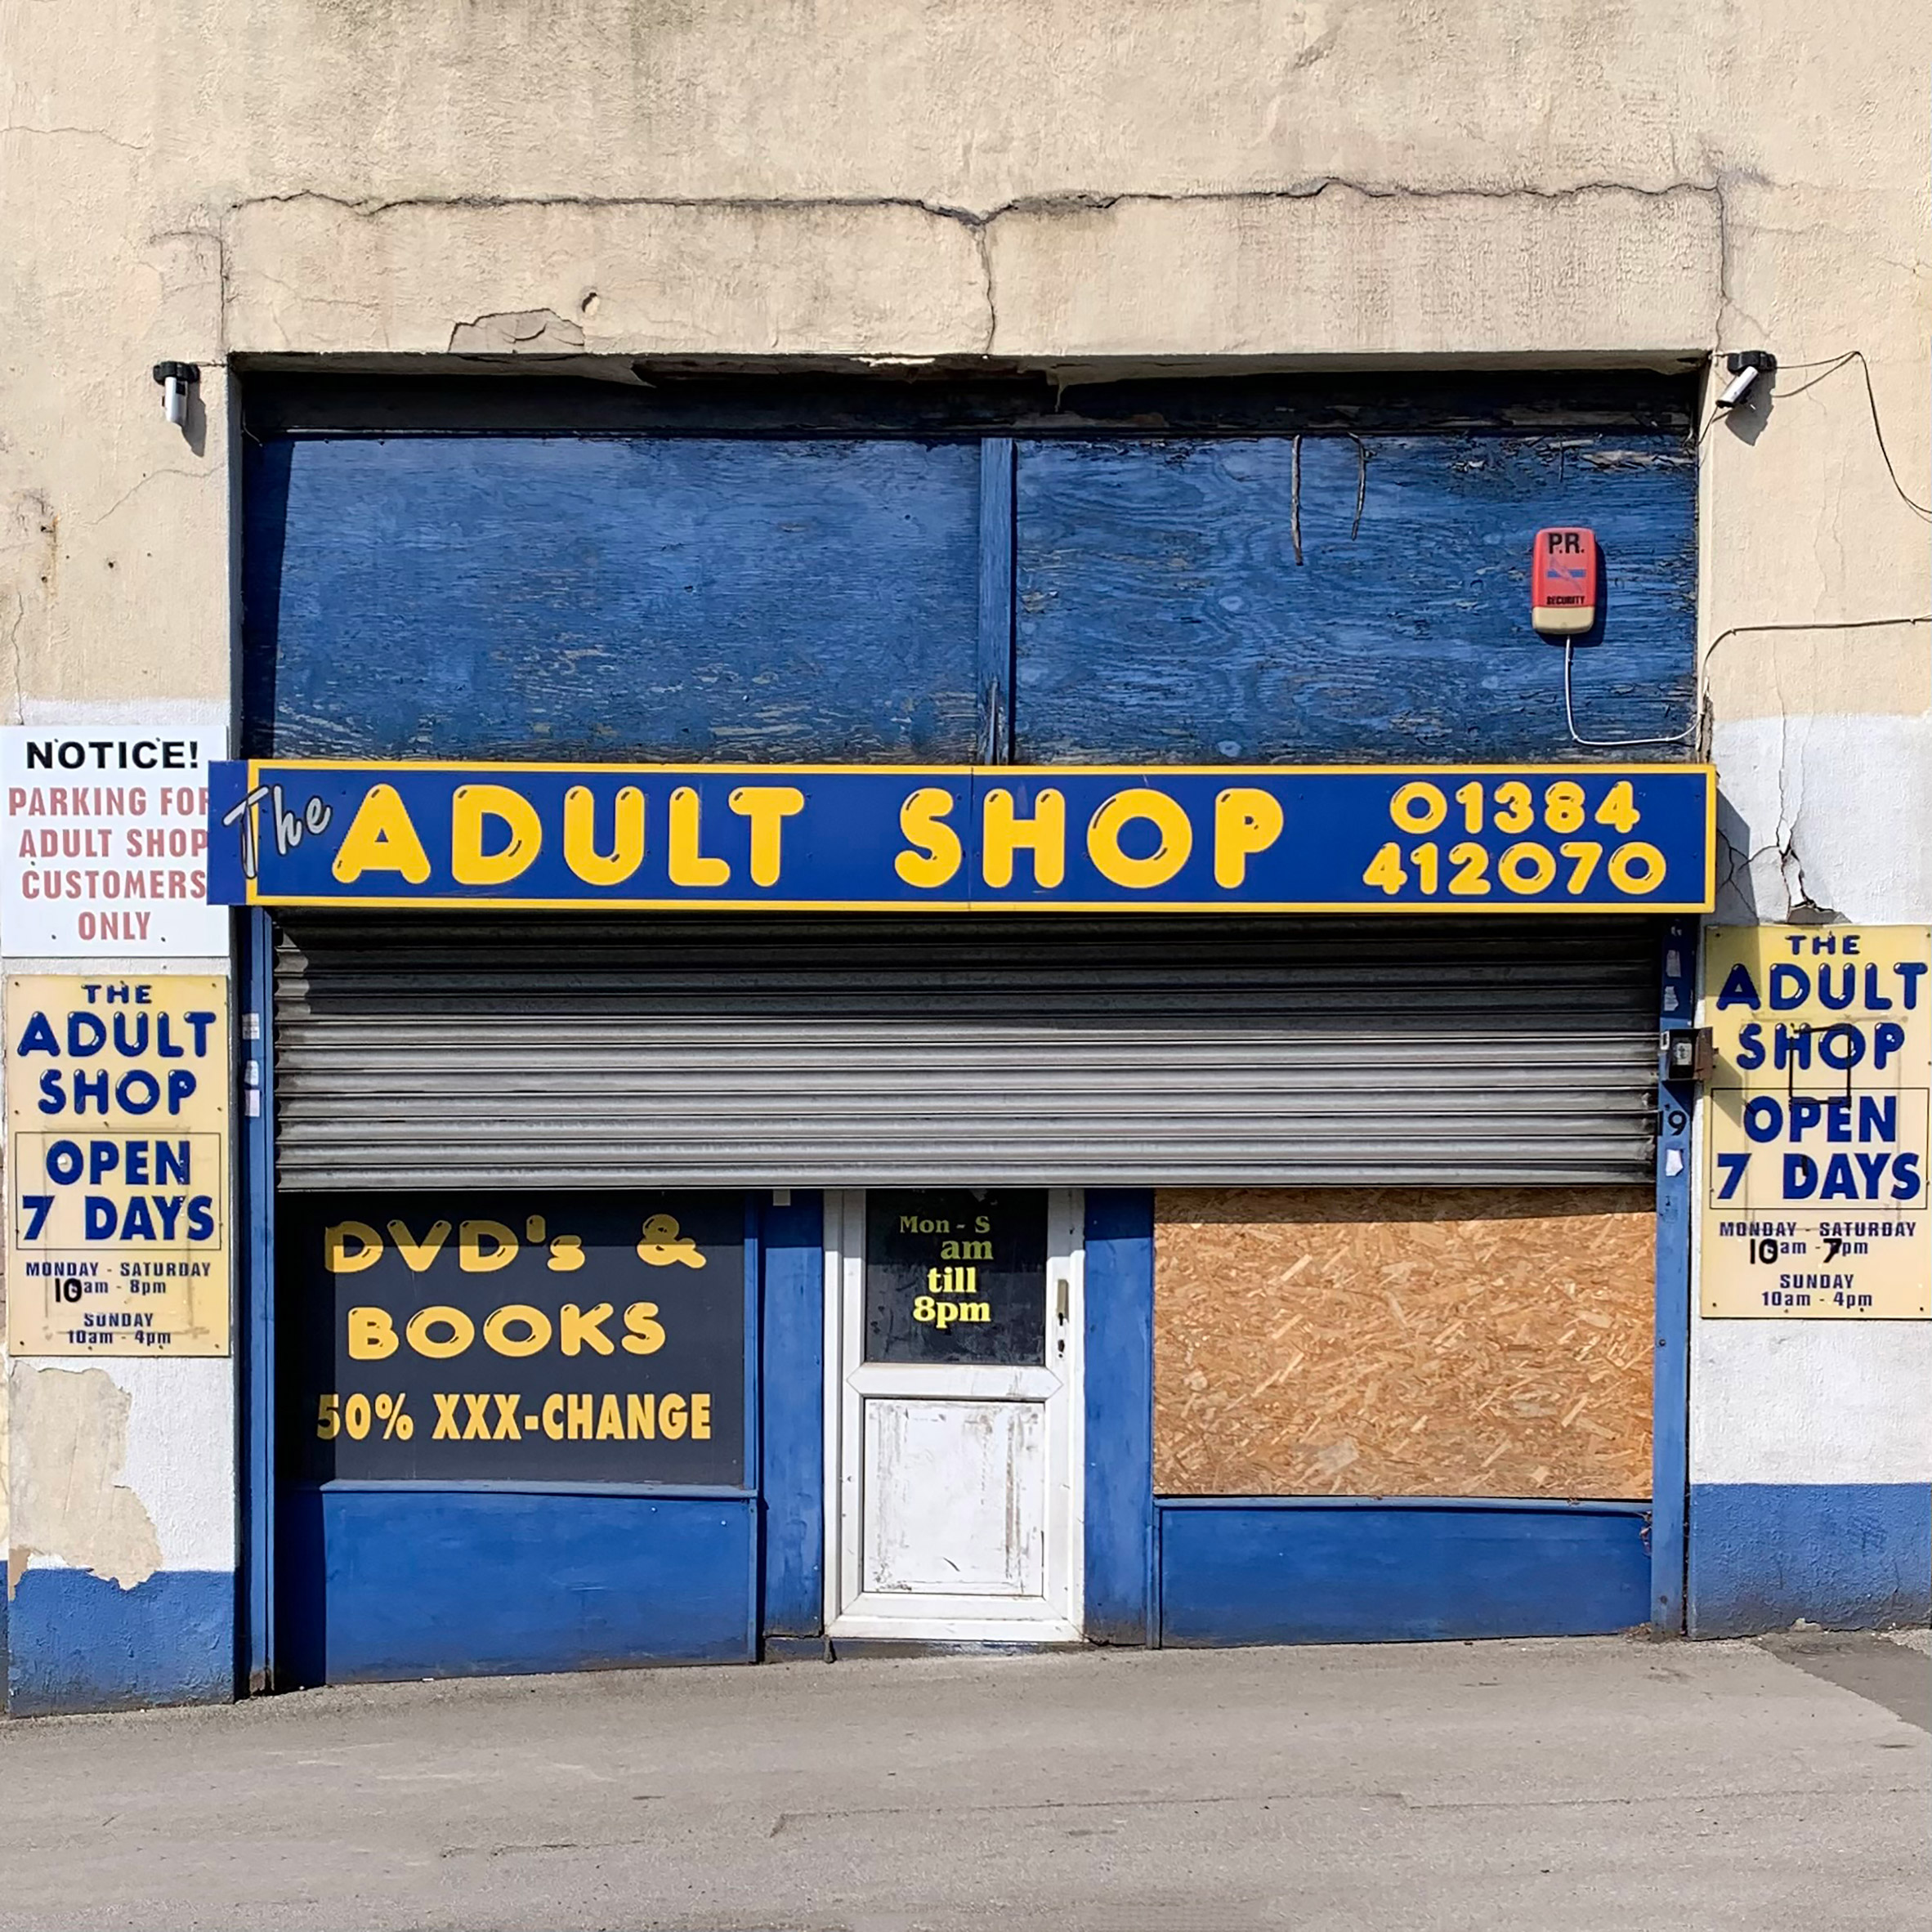 P.R.
SECURITY
NOTICE!
PARKING FOR
ADULT SHOP
CUSTOMERS
ONLY
The ADULT SHOP
01384
412070
THE
ADULT
SHOP
OPEN
7 DAYS
MONDAY - SATURDAY
10am - 8pm
SUNDAY
10am - 4pm
DVD's &
BOOKS
50% XXX-CHANGE
Mon - S
am
till
8pm
19
THE
ADULT
SHOP
OPEN
7 DAYS
MONDAY - SATURDAY
10am - 7pm
SUNDAY
10am - 4pm